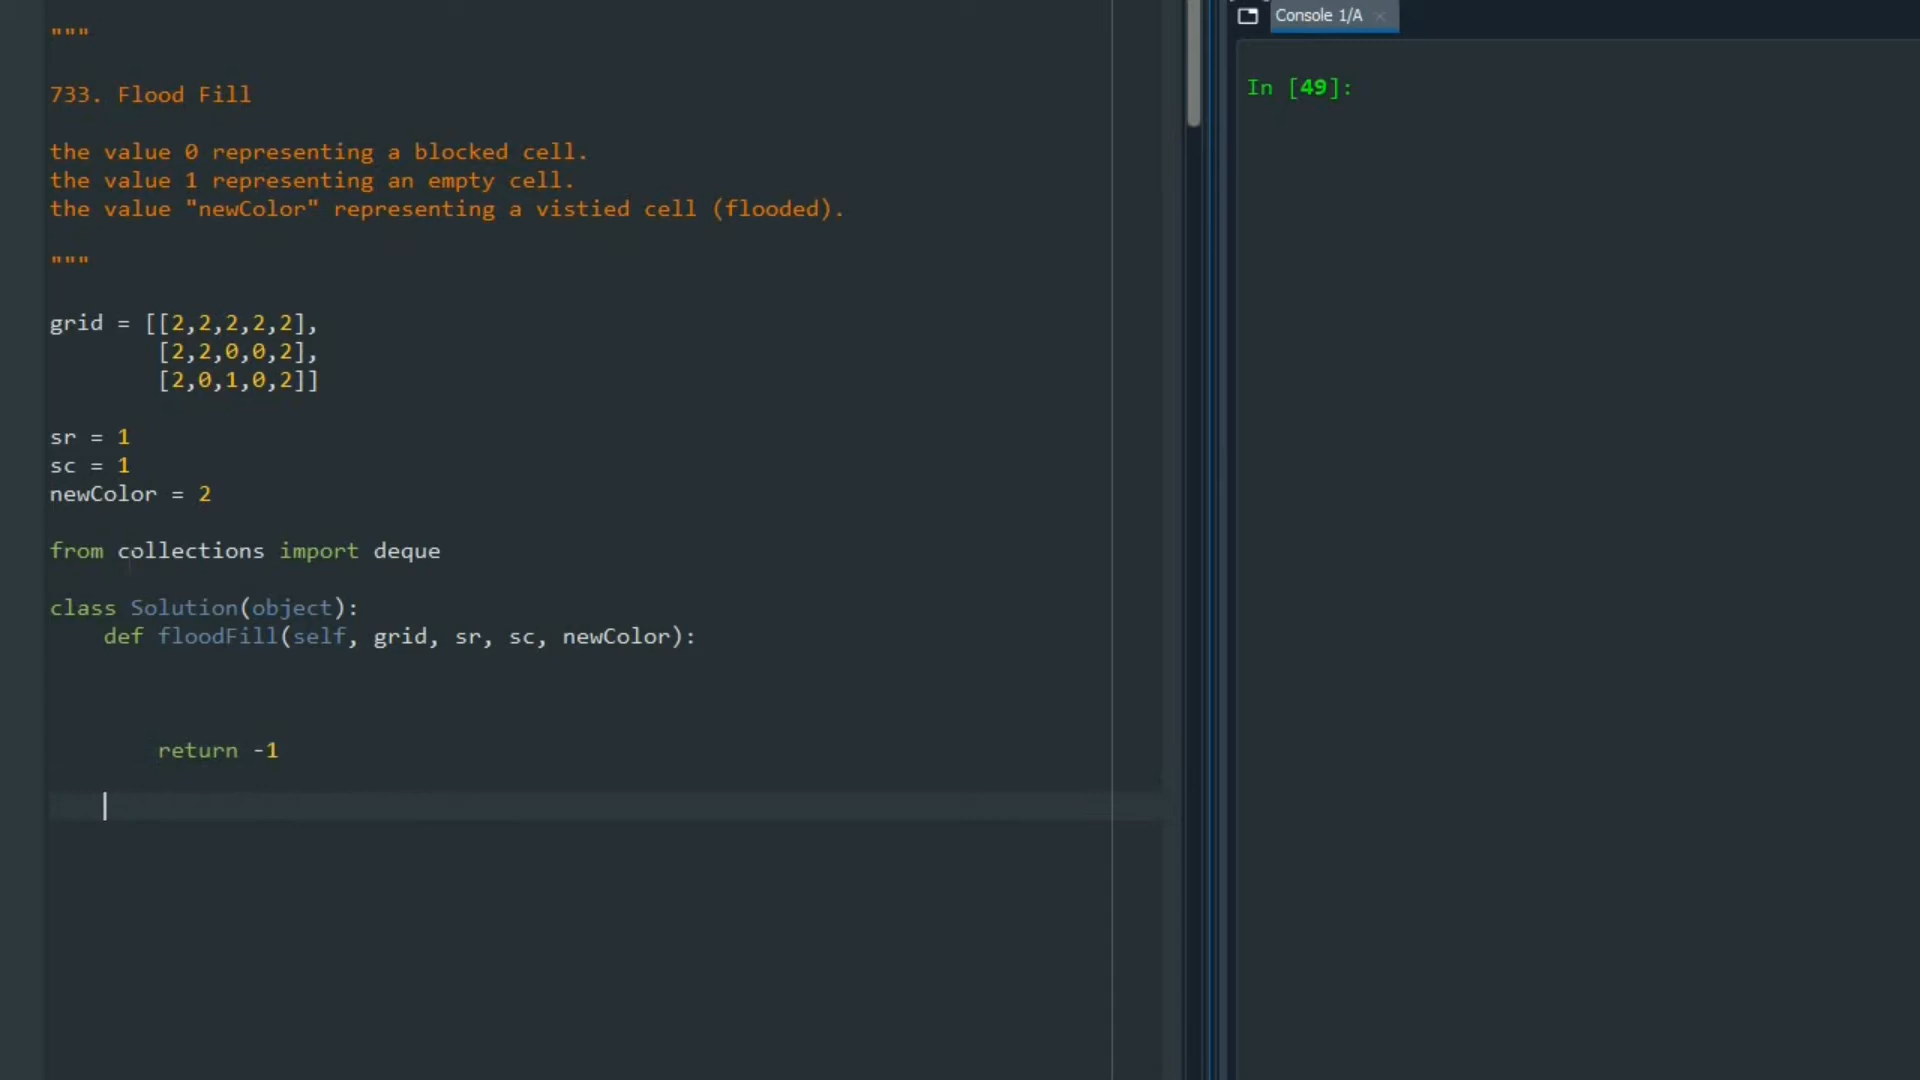 """
733. Flood Fill
the value 0 representing a blocked cell.
the value 1 representing an empty cell.
the value "newColor" representing a vistied cell (flooded).
"""
grid = [[2,2,2,2,2],
        [2,2,0,0,2],
        [2,0,1,0,2]]
sr = 1
sc = 1
newColor = 2
from collections import deque
class Solution(object):
    def floodFill(self, grid, sr, sc, newColor):
        return -1
Console 1/A
In [49]: